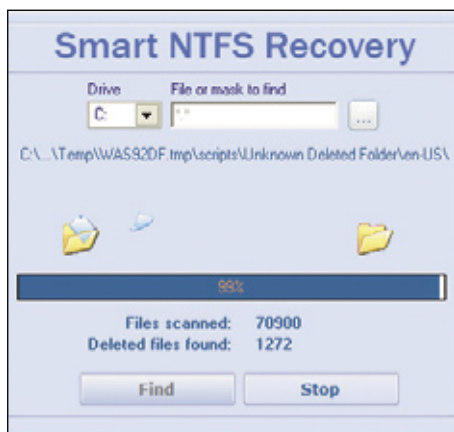 Smart NTFS Recovery
Drive File or mask to find
C: *.* ...
C:\...\Temp\WAS92DF.tmp\scripts\Unknown Deleted Folder\en-US\
99%
Files scanned: 70900
Deleted files found: 1272
Find Stop